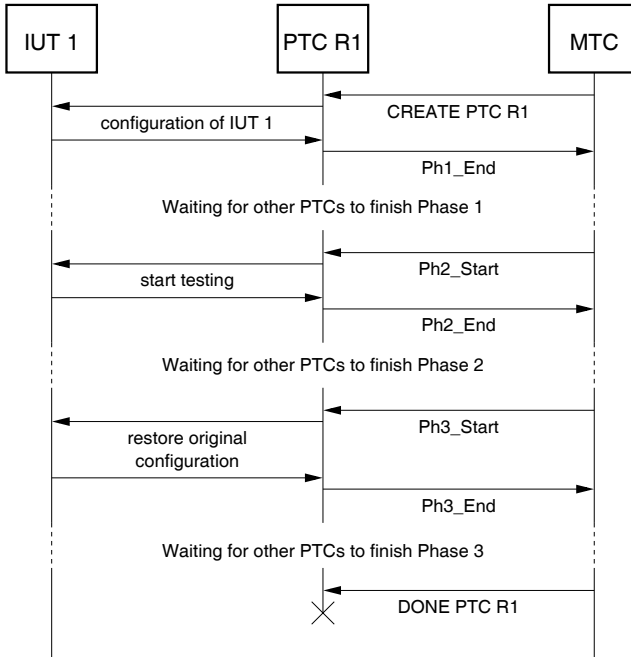 IUT 1
PTC R1
MTC
CREATE PTC R1
configuration of IUT 1
Ph1_End
Waiting for other PTCs to finish Phase 1
Ph2_Start
start testing
Ph2_End
Waiting for other PTCs to finish Phase 2
Ph3_Start
restore original
configuration
Ph3_End
Waiting for other PTCs to finish Phase 3
DONE PTC R1